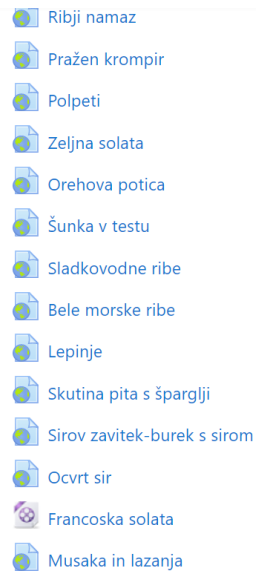 Ribji namaz
Pražen krompir
Polpeti
Zeljna solata
Orehova potica
Šunka v testu
Sladkovodne ribe
Bele morske ribe
Lepinje
Skutina pita s šparglji
Sirov zavitek-burek s sirom
Ocvrt sir
Francoska solata
Musaka in lazanja